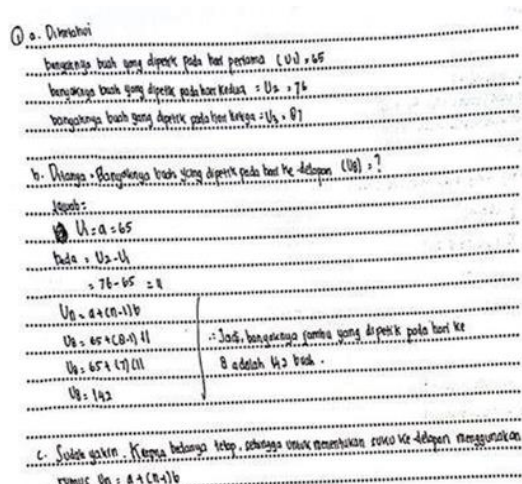 ① a. Diketahui
banyaknya buah yang dipetik pada hari pertama (U1) = 65
banyaknya buah yang dipetik pada hari kedua = U2 = 76
banyaknya buah yang dipetik pada hari ketiga = U3 = 87
b. Ditanya = Banyaknya buah yang dipetik pada hari ke-delapan (U8) = ?
Jawab =
U1 = a = 65
beda = U2 - U1
= 76 - 65 = 11
Un = a + (n-1) b
U8 = 65 + (8-1) 11
U8 = 65 + (7) (11
U8 = 142
∴ Jadi, banyaknya jambu yang dipetik pada hari ke
8 adalah 142 buah.
c. Sudah yakin. Karena bedanya tetap, sehingga untuk menentukan suku ke-delapan menggunakan
rumus Un = a + (n-1) b